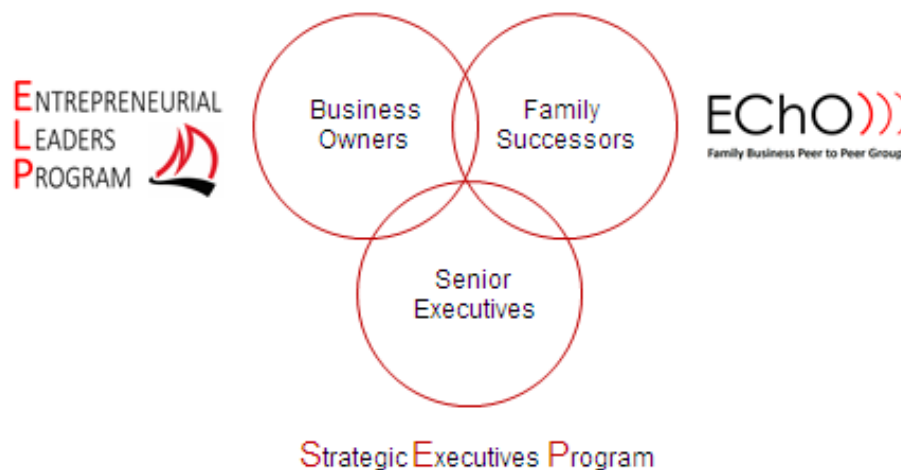 ENTREPRENEURIAL
LEADERS
PROGRAM
Business
Owners
Family
Successors
EChO
Family Business Peer to Peer Group
Senior
Executives
Strategic Executives Program